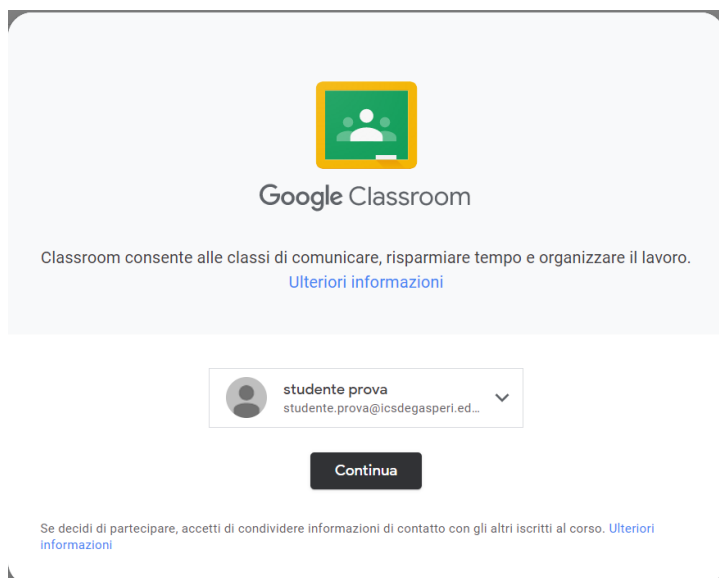 Google Classroom
Classroom consente alle classi di comunicare, risparmiare tempo e organizzare il lavoro.
Ulteriori informazioni
studente prova
studente.prova@icsdegasperi.ed...
Continua
Se decidi di partecipare, accetti di condividere informazioni di contatto con gli altri iscritti al corso. Ulteriori
informazioni